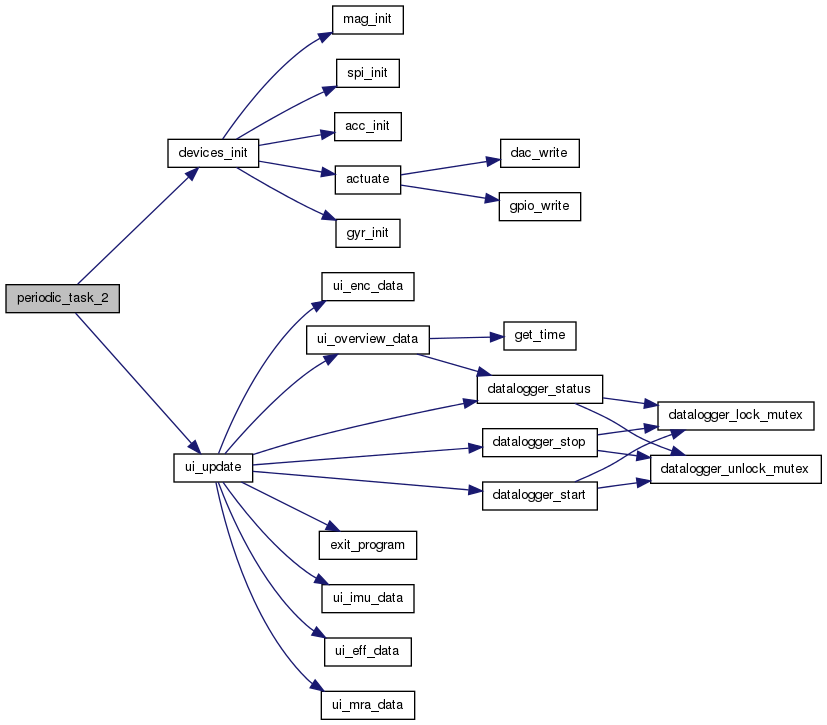 mag_init
spi_init
acc_init
devices_init
dac_write
actuate
gpio_write
gyr_init
ui_enc_data
periodic_task_2
ui_overview_data
get_time
datalogger_status
datalogger_lock_mutex
datalogger_stop
ui_update
datalogger_unlock_mutex
datalogger_start
exit_program
ui_imu_data
ui_eff_data
ui_mra_data